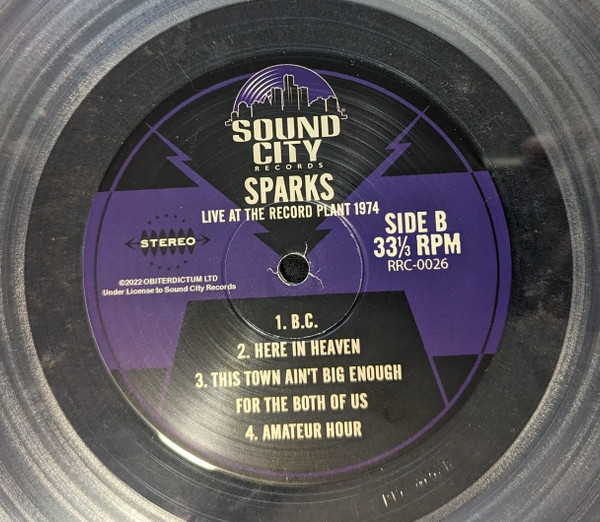 SOUND
CITY
RECORDS
SPARKS
LIVE AT THE RECORD PLANT 1974
STEREO
SIDE B
33⅓ RPM
RRC-0026
©2022 OBITERDICTUM LTD
Under License to Sound City Records
1. B.C.
2. HERE IN HEAVEN
3. THIS TOWN AIN'T BIG ENOUGH
FOR THE BOTH OF US
4. AMATEUR HOUR